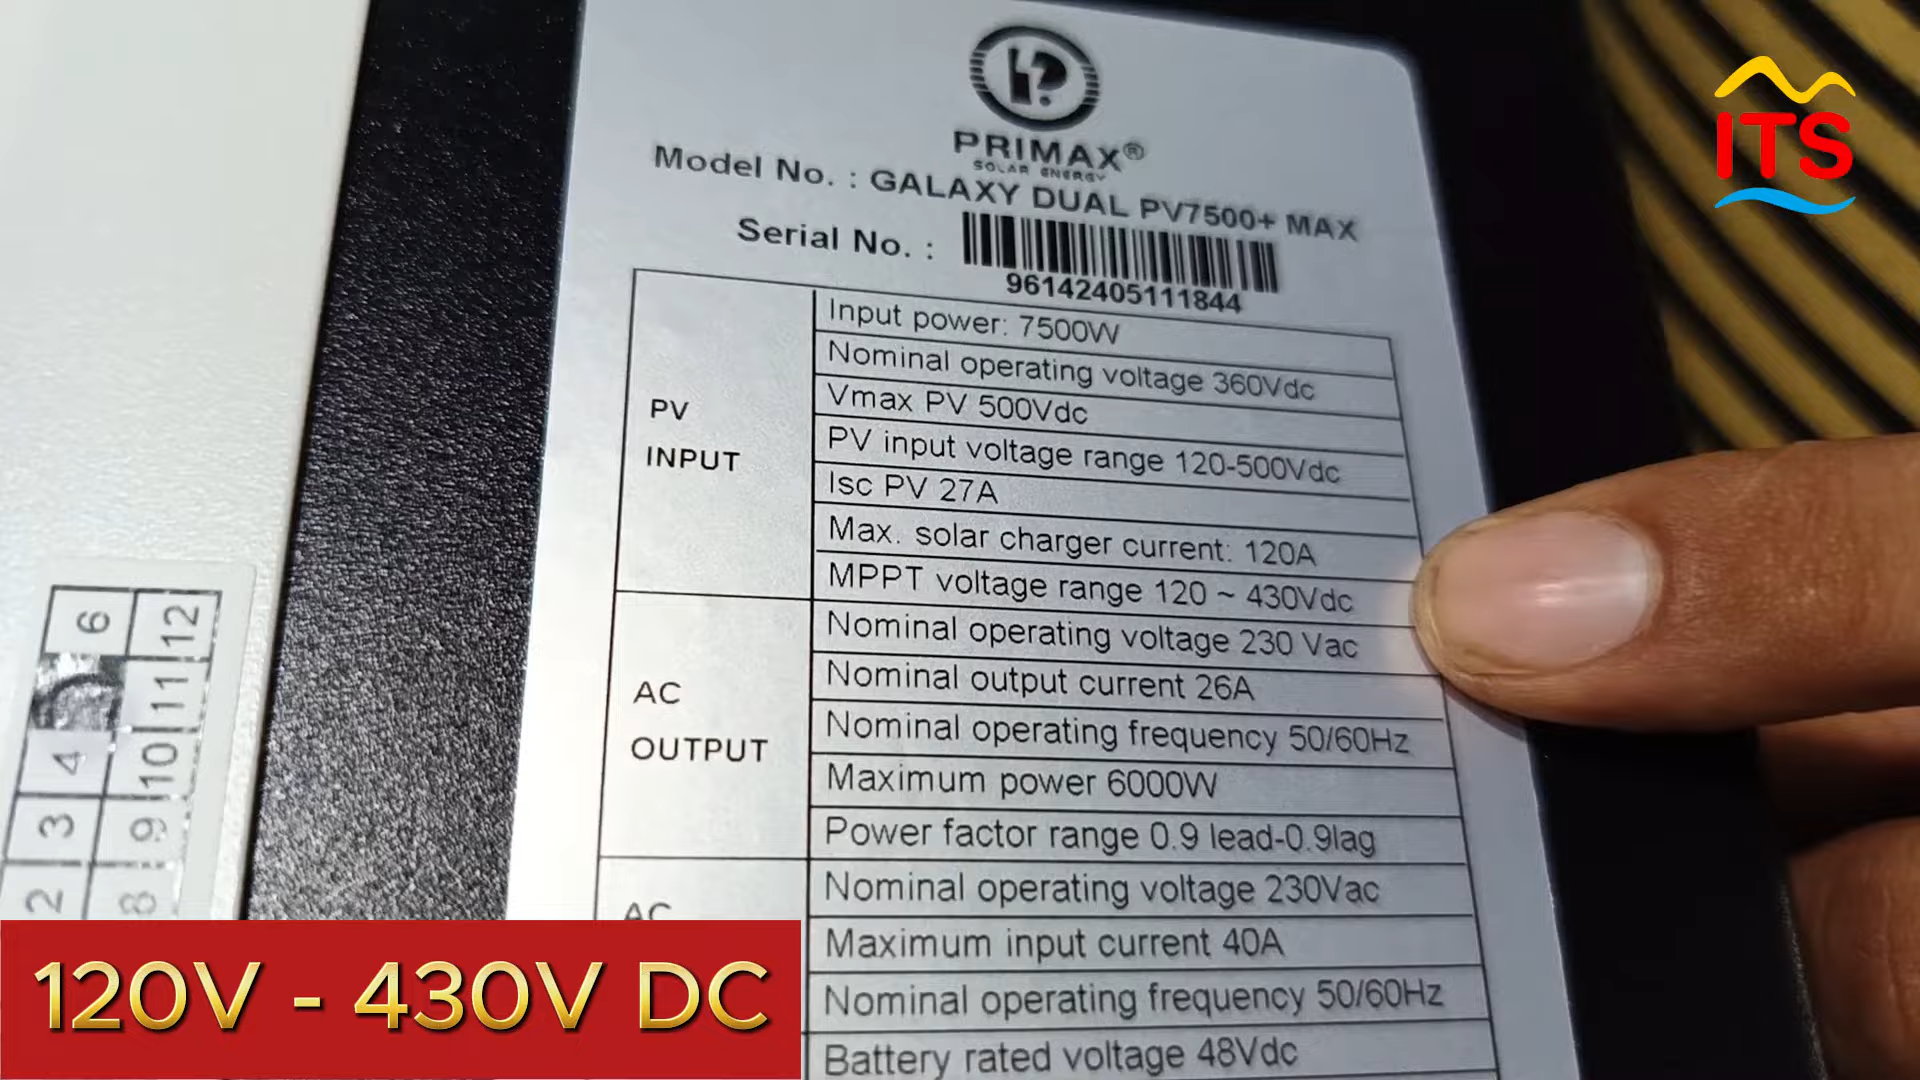 PRIMAX®
SOLAR ENERGY
Model No. : GALAXY DUAL PV7500+ MAX
Serial No. :
96142405111844
PV
INPUT
Input power: 7500W
Nominal operating voltage 360Vdc
Vmax PV 500Vdc
PV input voltage range 120-500Vdc
Isc PV 27A
Max. solar charger current: 120A
MPPT voltage range 120 ~ 430Vdc
AC
OUTPUT
Nominal operating voltage 230 Vac
Nominal output current 26A
Nominal operating frequency 50/60Hz
Maximum power 6000W
Power factor range 0.9 lead-0.9lag
AC
Nominal operating voltage 230Vac
Maximum input current 40A
Nominal operating frequency 50/60Hz
Battery rated voltage 48Vdc
6 12
11
4 10
3 9
2 8
ITS
120V - 430V DC